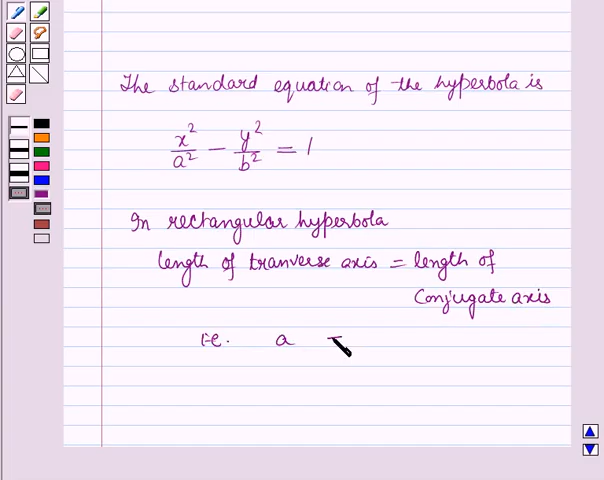 The standard equation of the hyperbola is
x²/a² - y²/b² = 1
In rectangular hyperbola
length of tranverse axis = length of
Conjugate axis
i.e. a